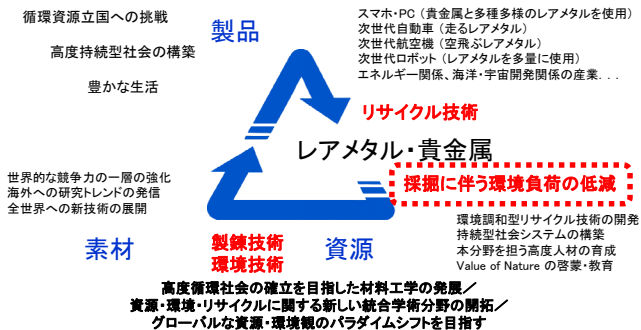 循環資源立国への挑戦
高度持続型社会の構築
豊かな生活
製品
スマホ・PC (貴金属と多種多様のレアメタルを使用)
次世代自動車 (走るレアメタル)
次世代航空機 (空飛ぶレアメタル)
次世代ロボット (レアメタルを多量に使用)
エネルギー関係、海洋・宇宙開発関係の産業...
リサイクル技術
レアメタル・貴金属
採掘に伴う環境負荷の低減
世界的な競争力の一層の強化
海外への研究トレンドの発信
全世界への新技術の展開
素材
製錬技術
環境技術
資源
環境調和型リサイクル技術の開発
持続型社会システムの構築
本分野を担う高度人材の育成
Value of Nature の啓蒙・教育
高度循環社会の確立を目指した材料工学の発展／
資源・環境・リサイクルに関する新しい統合学術分野の開拓／
グローバルな資源・環境観のパラダイムシフトを目指す